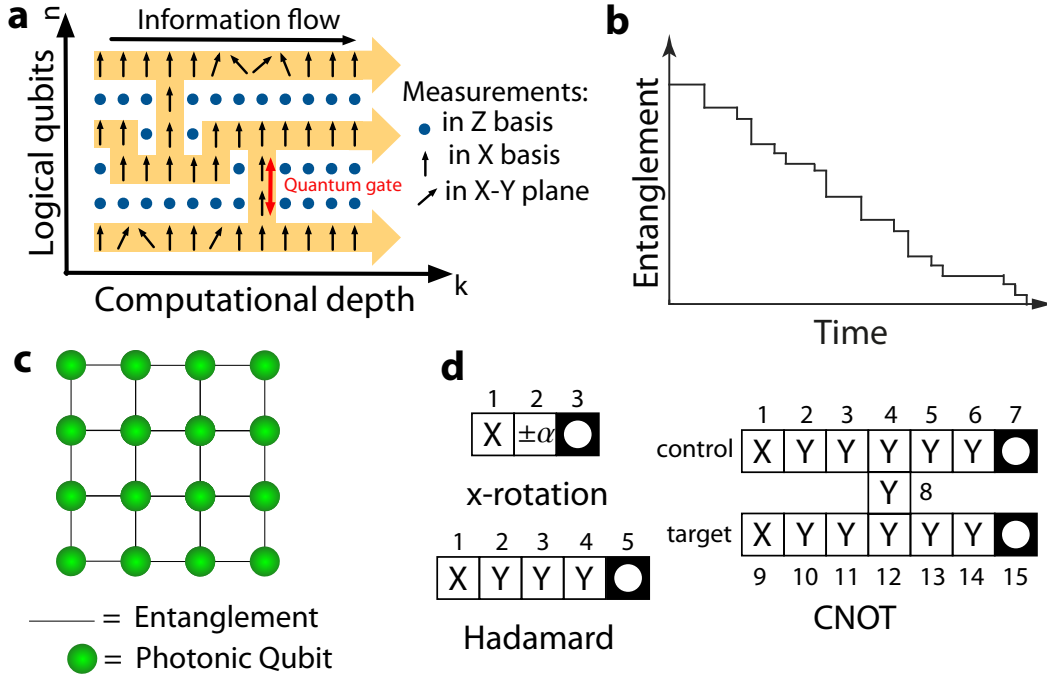 a
n
Information flow
Logical qubits
Measurements:
in Z basis
in X basis
in X-Y plane
Quantum gate
k
Computational depth
b
Entanglement
Time
c
= Entanglement
= Photonic Qubit
d
1 2 3
X ±α
x-rotation
1 2 3 4 5
X Y Y Y
Hadamard
1 2 3 4 5 6 7
control X Y Y Y Y Y
Y 8
target X Y Y Y Y Y
9 10 11 12 13 14 15
CNOT